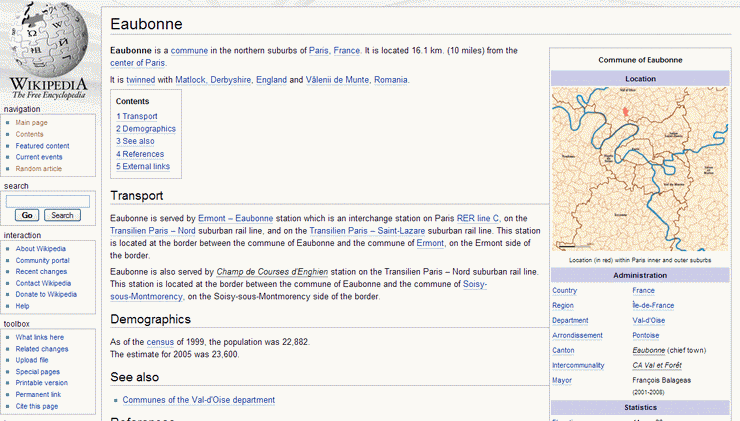 WIKIPEDIA
The Free Encyclopedia
navigation
Main page
Contents
Featured content
Current events
Random article
search
Go Search
interaction
About Wikipedia
Community portal
Recent changes
Contact Wikipedia
Donate to Wikipedia
Help
toolbox
What links here
Related changes
Upload file
Special pages
Printable version
Permanent link
Cite this page
Eaubonne
Eaubonne is a commune in the northern suburbs of Paris, France. It is located 16.1 km. (10 miles) from the
center of Paris.
It is twinned with Matlock, Derbyshire, England and Vălenii de Munte, Romania.
Contents
1 Transport
2 Demographics
3 See also
4 References
5 External links
Transport
Eaubonne is served by Ermont – Eaubonne station which is an interchange station on Paris RER line C, on the
Transilien Paris – Nord suburban rail line, and on the Transilien Paris – Saint-Lazare suburban rail line. This station
is located at the border between the commune of Eaubonne and the commune of Ermont, on the Ermont side of
the border.
Eaubonne is also served by Champ de Courses d'Enghien station on the Transilien Paris – Nord suburban rail line.
This station is located at the border between the commune of Eaubonne and the commune of Soisy-
sous-Montmorency, on the Soisy-sous-Montmorency side of the border.
Demographics
As of the census of 1999, the population was 22,882.
The estimate for 2005 was 23,600.
See also
Communes of the Val-d'Oise department
References
Commune of Eaubonne
Location
Paris
Location (in red) within Paris inner and outer suburbs
Administration
Country France
Region Île-de-France
Department Val-d'Oise
Arrondissement Pontoise
Canton Eaubonne (chief town)
Intercommunality CA Val et Forêt
Mayor François Balageas
(2001-2008)
Statistics